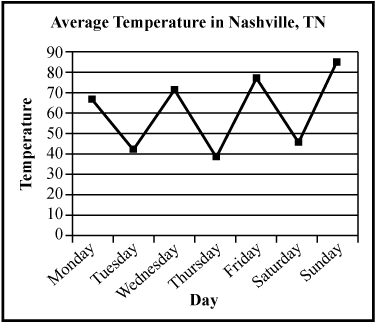 Average Temperature in Nashville, TN
Temperature
90
80
70
60
50
40
30
20
10
0
Monday
Tuesday
Wednesday
Thursday
Friday
Saturday
Sunday
Day